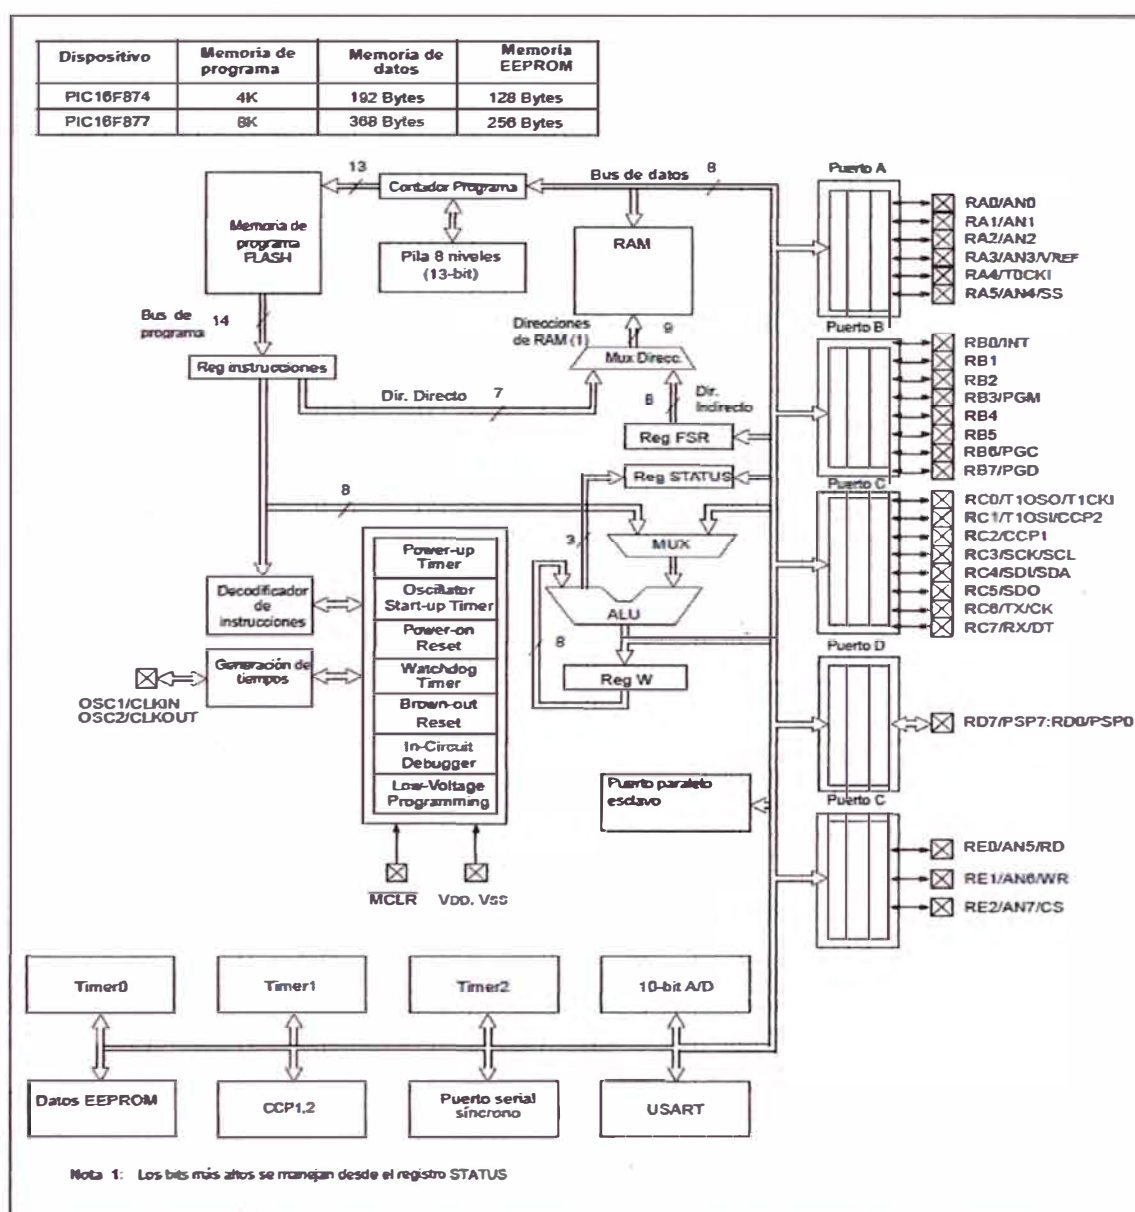 Dispositivo
Memoria de
programa
Memoria de
datos
Memoria
EEPROM
PIC16F874
4K
192 Bytes
128 Bytes
PIC16F877
8K
368 Bytes
256 Bytes
13
Contador Programa
Bus de datos
8
Puerto A
Memoria de
programa
FLASH
Pila 8 niveles
(13-bit)
RAM
RA0/AN0
RA1/AN1
RA2/AN2
RA3/AN3/VREF
RA4/T0CKI
RA5/AN4/SS
Bus de
programa
14
Direcciones
de RAM (1)
9
Puerto B
Reg instrucciones
Mux Direcc.
Dir. Directo
7
8
Dir.
Indirecto
Reg FSR
RB0/INT
RB1
RB2
RB3/PGM
RB4
RB5
RB6/PGC
RB7/PGD
Reg STATUS
Puerto C
8
3
MUX
RC0/T1OSO/T1CKI
RC1/T1OSI/CCP2
RC2/CCP1
RC3/SCK/SCL
RC4/SDI/SDA
RC5/SDO
RC6/TX/CK
RC7/RX/DT
Power-up
Timer
Oscillator
Start-up Timer
Power-on
Reset
Watchdog
Timer
Brown-out
Reset
In-Circuit
Debugger
Low-Voltage
Programming
Decodificador
de
instrucciones
ALU
8
Reg W
Generación de
tiempos
OSC1/CLKIN
OSC2/CLKOUT
Puerto D
RD7/PSP7:RD0/PSP0
Puerto paralelo
esclavo
Puerto C
MCLR
VDD. VSS
RE0/AN5/RD
RE1/AN6/WR
RE2/AN7/CS
Timer0
Timer1
Timer2
10-bit A/D
Datos EEPROM
CCP1,2
Puerto serial
síncrono
USART
Nota 1: Los bits más altos se manejan desde el registro STATUS